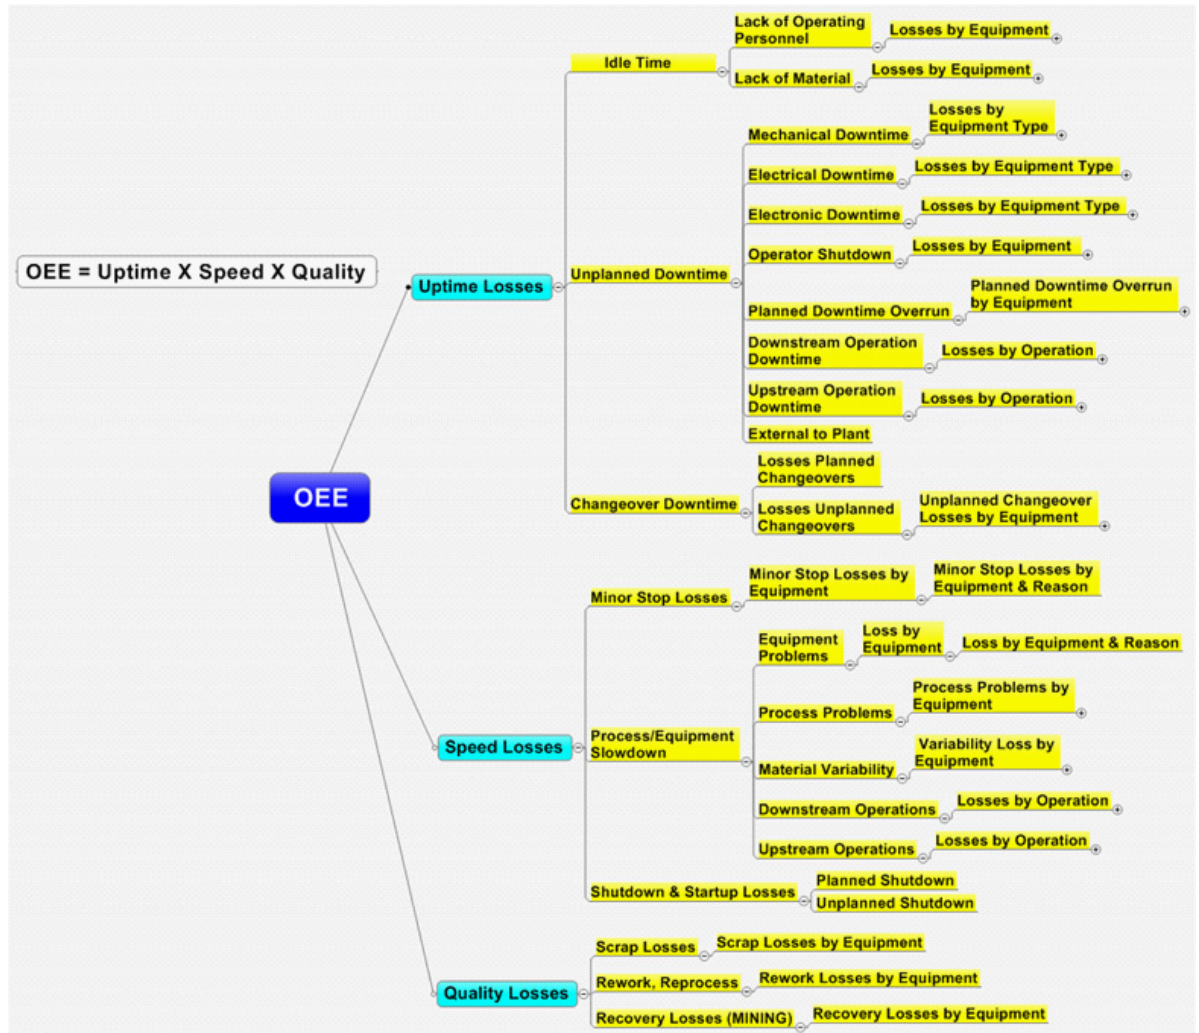 OEE = Uptime X Speed X Quality
OEE
Uptime Losses
Idle Time
Lack of Operating
Personnel
Losses by Equipment
Lack of Material
Losses by Equipment
Unplanned Downtime
Mechanical Downtime
Losses by
Equipment Type
Electrical Downtime
Losses by Equipment Type
Electronic Downtime
Losses by Equipment Type
Operator Shutdown
Losses by Equipment
Planned Downtime Overrun
Planned Downtime Overrun
by Equipment
Downstream Operation
Downtime
Losses by Operation
Upstream Operation
Downtime
Losses by Operation
External to Plant
Changeover Downtime
Losses Planned
Changeovers
Losses Unplanned
Changeovers
Unplanned Changeover
Losses by Equipment
Speed Losses
Minor Stop Losses
Minor Stop Losses by
Equipment
Minor Stop Losses by
Equipment & Reason
Process/Equipment
Slowdown
Equipment
Problems
Loss by
Equipment
Loss by Equipment & Reason
Process Problems
Process Problems by
Equipment
Material Variability
Variability Loss by
Equipment
Downstream Operations
Losses by Operation
Upstream Operations
Losses by Operation
Shutdown & Startup Losses
Planned Shutdown
Unplanned Shutdown
Quality Losses
Scrap Losses
Scrap Losses by Equipment
Rework, Reprocess
Rework Losses by Equipment
Recovery Losses (MINING)
Recovery Losses by Equipment